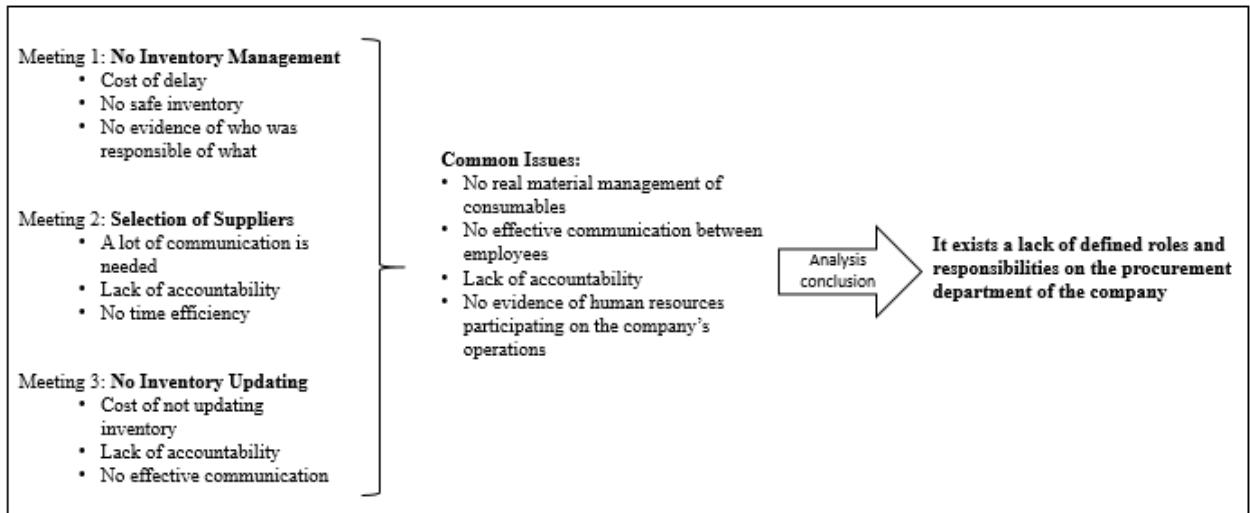 Meeting 1: No Inventory Management
• Cost of delay
• No safe inventory
• No evidence of who was
responsible of what
Meeting 2: Selection of Suppliers
• A lot of communication is
needed
• Lack of accountability
• No time efficiency
Meeting 3: No Inventory Updating
• Cost of not updating
inventory
• Lack of accountability
• No effective communication
Common Issues:
• No real material management of
consumables
• No effective communication between
employees
• Lack of accountability
• No evidence of human resources
participating on the company’s
operations
Analysis
conclusion
It exists a lack of defined roles and
responsibilities on the procurement
department of the company